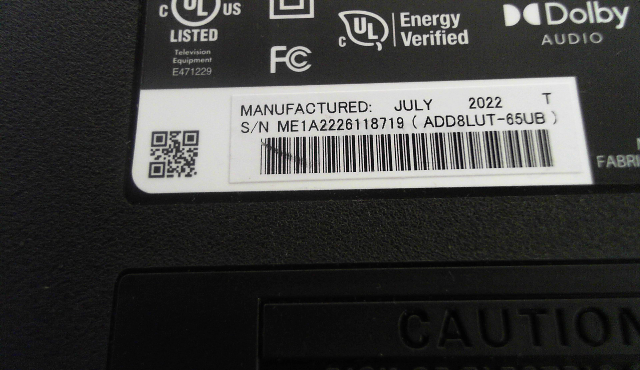 c UL US
LISTED
Television
Equipment
E471229
FC
c UL
Energy
Verified
Dolby
AUDIO
MANUFACTURED: JULY 2022 T
S/N ME1A2226118719 ( ADD8LUT-65UB )
FABRI
CAUTION